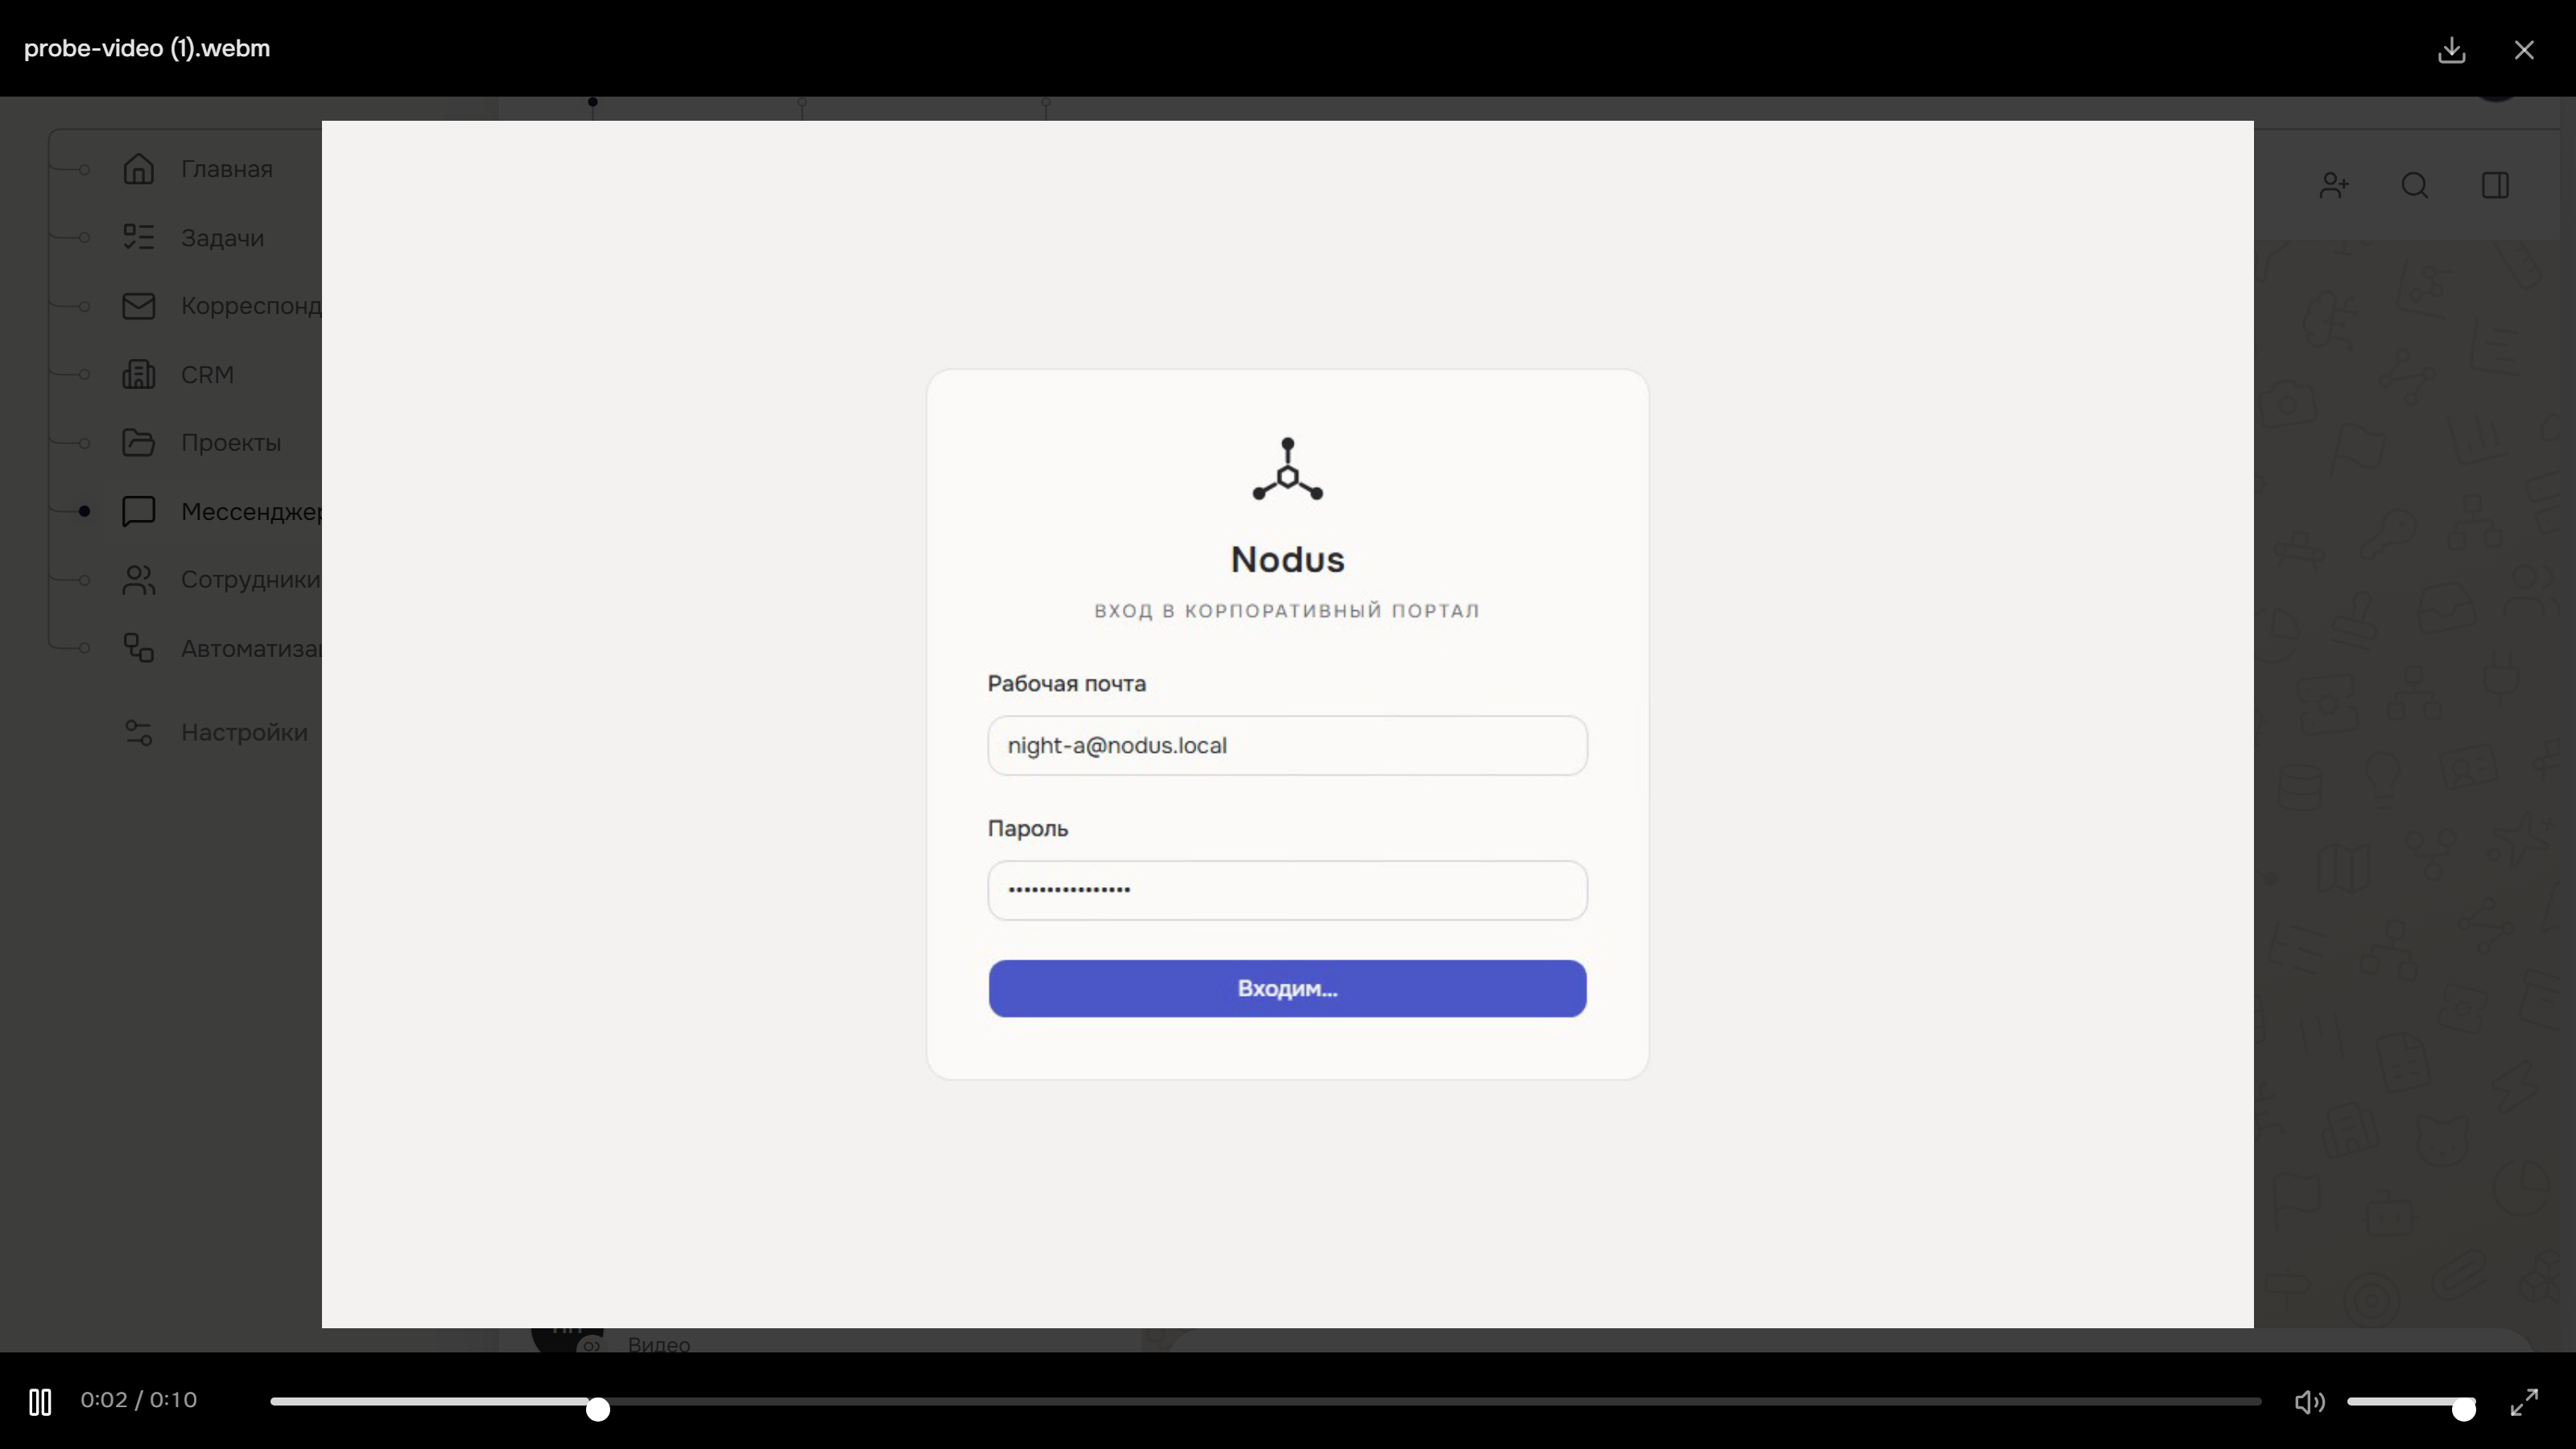 probe-video (1).webm
Главная
Задачи
Корреспонд
CRM
Проекты
Мессенджер
Сотрудники
Автоматиза
Настройки
Nodus
ВХОД В КОРПОРАТИВНЫЙ ПОРТАЛ
Рабочая почта
night-a@nodus.local
Пароль
••••••••••••••••
Входим...
Видео
0:02 / 0:10